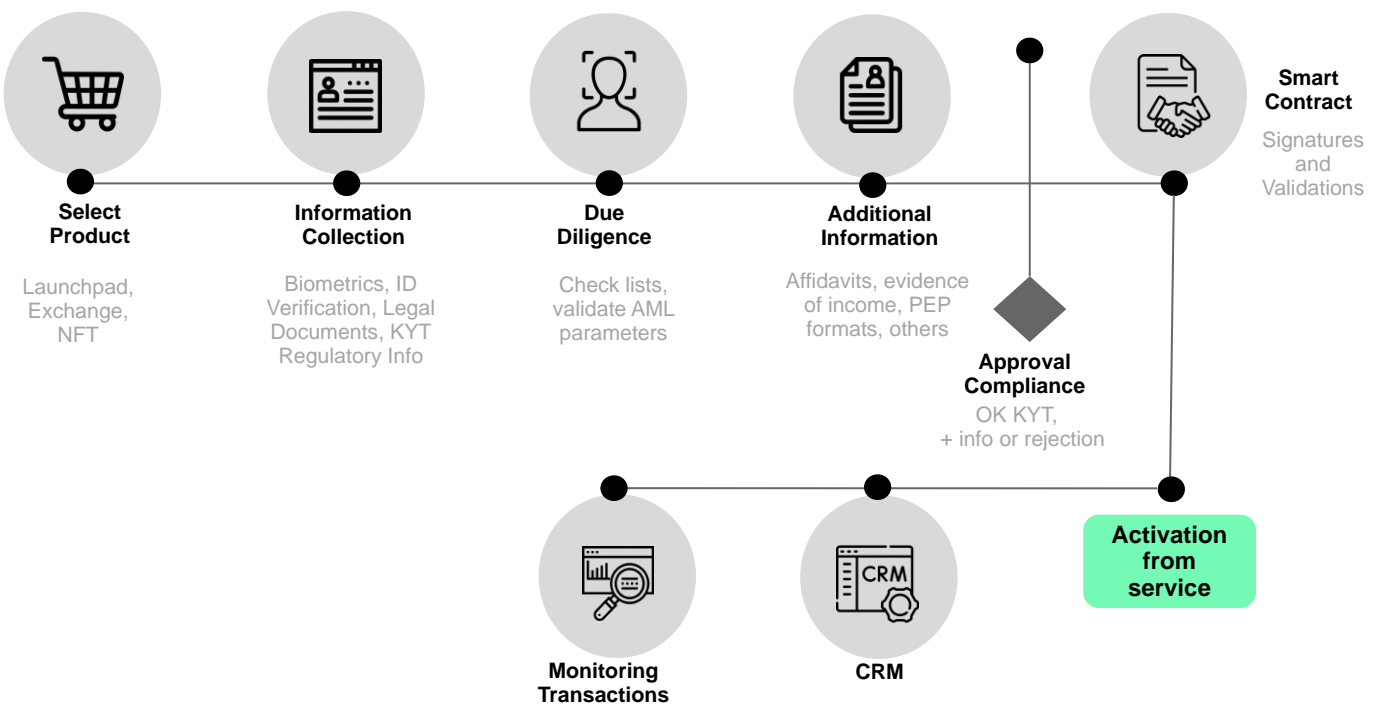 Select
Product
Launchpad,
Exchange,
NFT
Information
Collection
Biometrics, ID
Verification, Legal
Documents, KYT
Regulatory Info
Due
Diligence
Check lists,
validate AML
parameters
Additional
Information
Affidavits, evidence
of income, PEP
formats, others
Approval
Compliance
OK KYT,
+ info or rejection
Smart
Contract
Signatures
and
Validations
Activation
from
service
CRM
CRM
Monitoring
Transactions